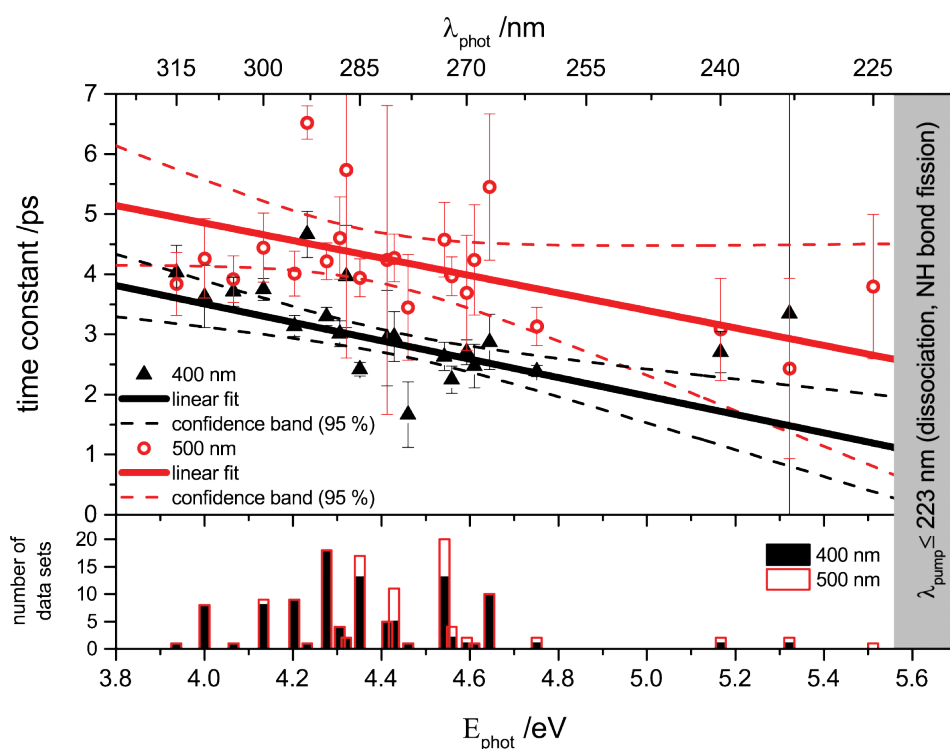 λphot /nm
315 300 285 270 255 240 225
7
6
5
4
3
2
1
0
time constant /ps
400 nm
linear fit
confidence band (95 %)
500 nm
linear fit
confidence band (95 %)
λpump ≤ 223 nm (dissociation, NH bond fission)
20
15
10
5
0
number of
data sets
400 nm
500 nm
3.8 4.0 4.2 4.4 4.6 4.8 5.0 5.2 5.4 5.6
Ephot /eV